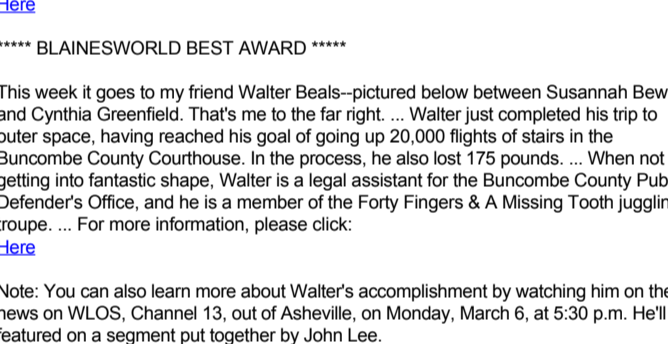 Here
***** BLAINESWORLD BEST AWARD *****
This week it goes to my friend Walter Beals--pictured below between Susannah Bew
and Cynthia Greenfield. That's me to the far right. ... Walter just completed his trip to
outer space, having reached his goal of going up 20,000 flights of stairs in the
Buncombe County Courthouse. In the process, he also lost 175 pounds. ... When not
getting into fantastic shape, Walter is a legal assistant for the Buncombe County Pub
Defender's Office, and he is a member of the Forty Fingers & A Missing Tooth jugglin
troupe. ... For more information, please click:
Here
Note: You can also learn more about Walter's accomplishment by watching him on the
news on WLOS, Channel 13, out of Asheville, on Monday, March 6, at 5:30 p.m. He'll
featured on a segment put together by John Lee.